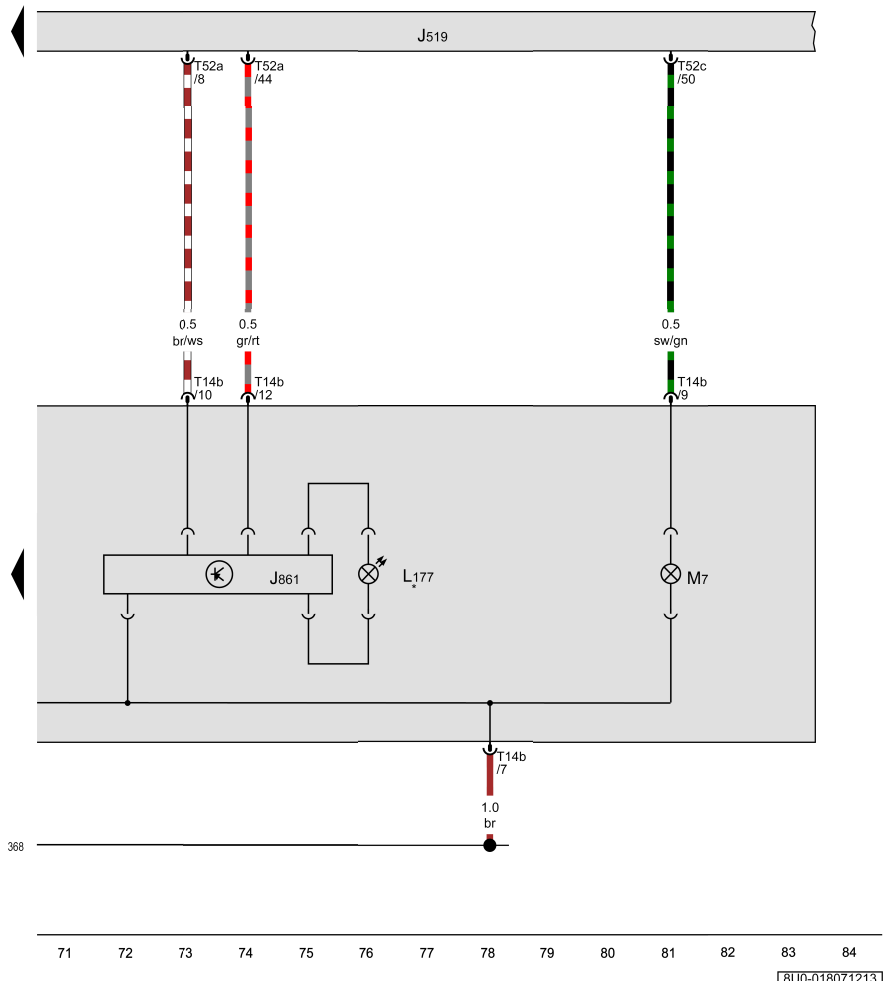 J519
T52a
/8
T52a
/44
T52c
/50
0.5
br/ws
0.5
gr/rt
0.5
sw/gn
T14b
/10
T14b
/12
T14b
/9
J861
L177
*
M7
T14b
/7
1.0
br
368
71 72 73 74 75 76 77 78 79 80 81 82 83 84
8U0-018071213